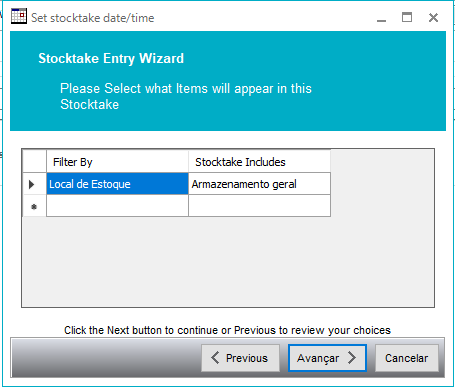 Set stocktake date/time
Stocktake Entry Wizard
Please Select what Items will appear in this
Stocktake
Filter By Stocktake Includes
Local de Estoque Armazenamento geral
Click the Next button to continue or Previous to review your choices
Previous Avançar Cancelar